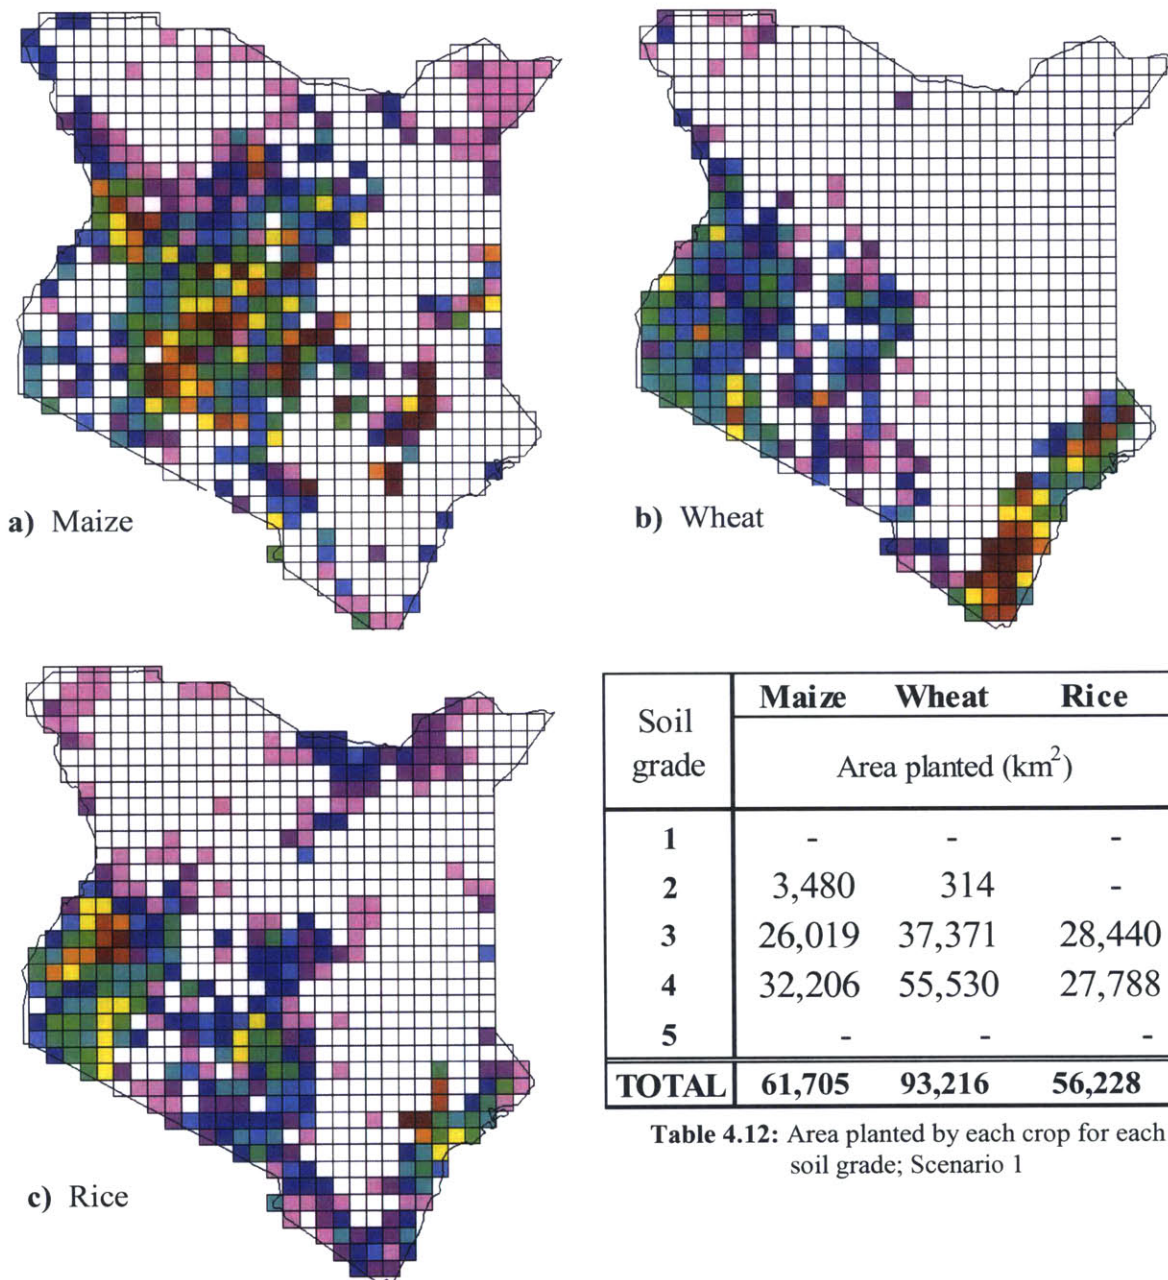 a) Maize
b) Wheat
c) Rice
Soil grade Maize Wheat Rice
Area planted (km²)
1 - - -
2 3,480 314 -
3 26,019 37,371 28,440
4 32,206 55,530 27,788
5 - - -
TOTAL 61,705 93,216 56,228
Table 4.12: Area planted by each crop for each
soil grade; Scenario 1